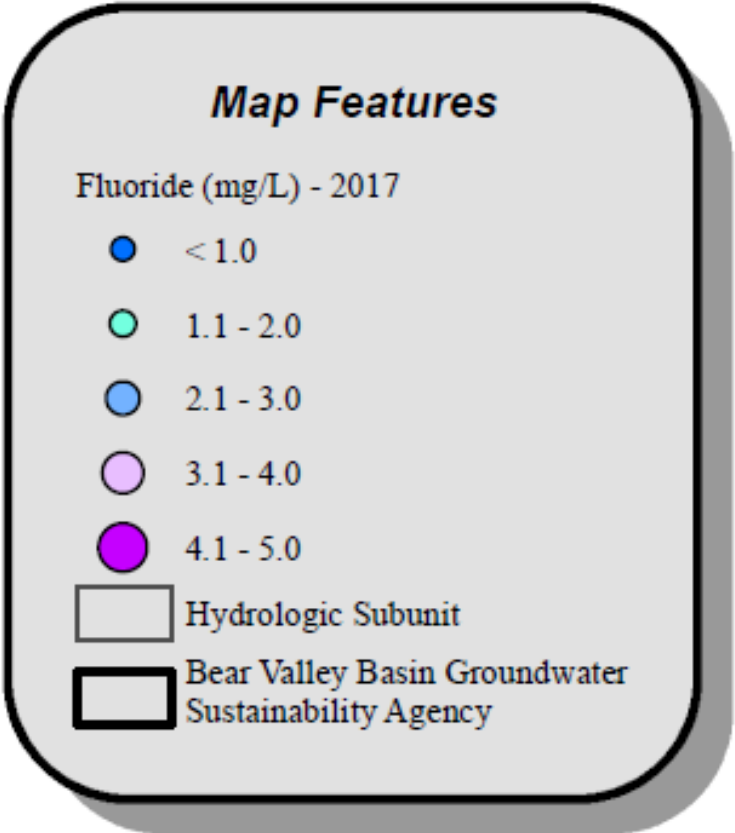 Map Features
Fluoride (mg/L) - 2017
< 1.0
1.1 - 2.0
2.1 - 3.0
3.1 - 4.0
4.1 - 5.0
Hydrologic Subunit
Bear Valley Basin Groundwater
Sustainability Agency